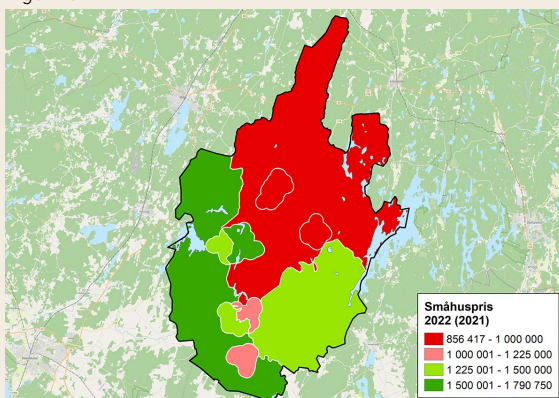 Småhuspris
2022 (2021)
856 417 - 1 000 000
1 000 001 - 1 225 000
1 225 001 - 1 500 000
1 500 001 - 1 790 750